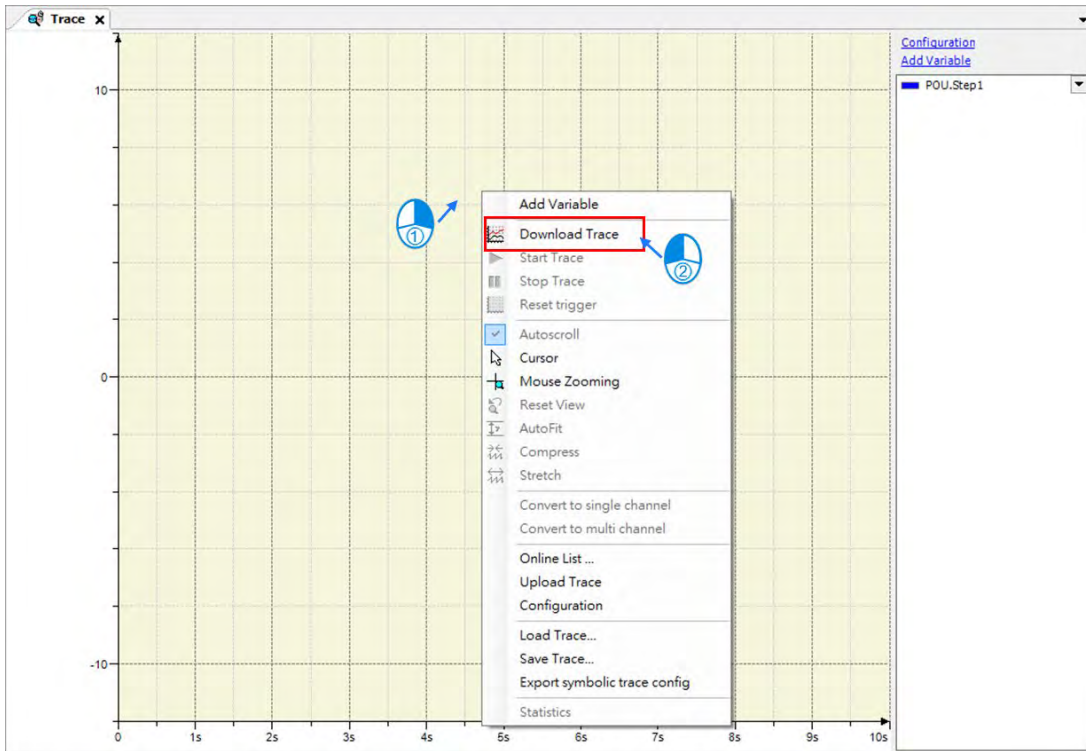 Trace
Configuration
Add Variable
POU.Step1
10
0
-10
0 1s 2s 3s 4s 5s 6s 7s 8s 9s 10s
①
②
Add Variable
Download Trace
Start Trace
Stop Trace
Reset trigger
Autoscroll
Cursor
Mouse Zooming
Reset View
AutoFit
Compress
Stretch
Convert to single channel
Convert to multi channel
Online List ...
Upload Trace
Configuration
Load Trace...
Save Trace...
Export symbolic trace config
Statistics